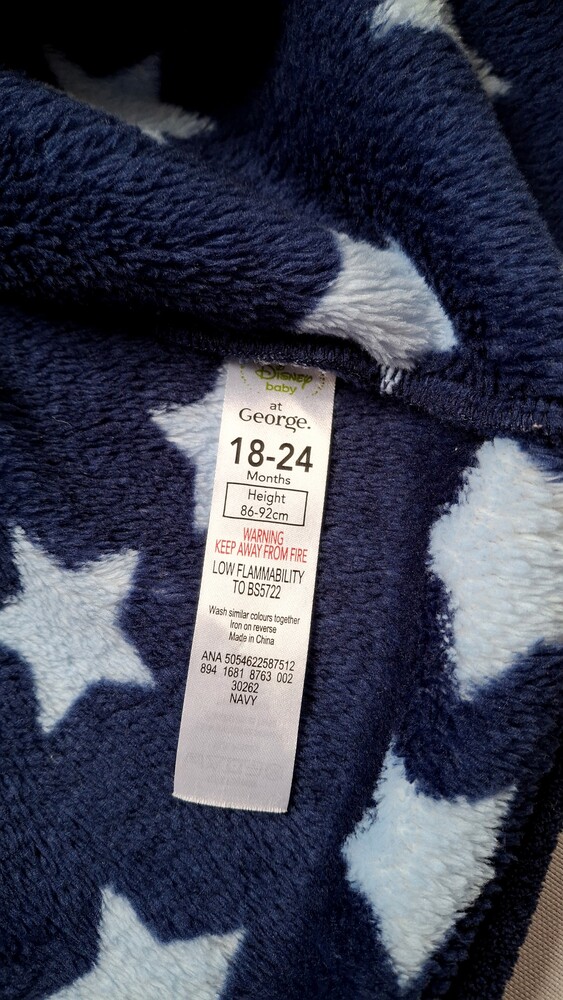 Disney
baby
at
George.
18-24
Months
Height
86-92cm
WARNING
KEEP AWAY FROM FIRE
LOW FLAMMABILITY
TO BS5722
Wash similar colours together
Iron on reverse
Made in China
ANA 5054622587512
894 1681 8763 002
30262
NAVY